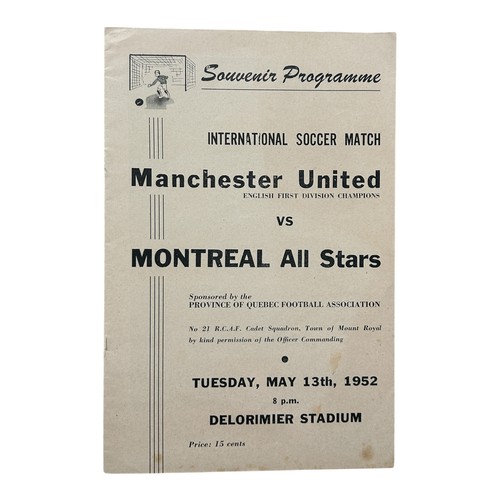 Souvenir Programme
INTERNATIONAL SOCCER MATCH
Manchester United
ENGLISH FIRST DIVISION CHAMPIONS
VS
MONTREAL All Stars
Sponsored by the
PROVINCE OF QUEBEC FOOTBALL ASSOCIATION
No 21 R.C.A.F. Cadet Squadron, Town of Mount Royal
by kind permission of the Officer Commanding
TUESDAY, MAY 13th, 1952
8 p.m.
DELORIMIER STADIUM
Price: 15 cents